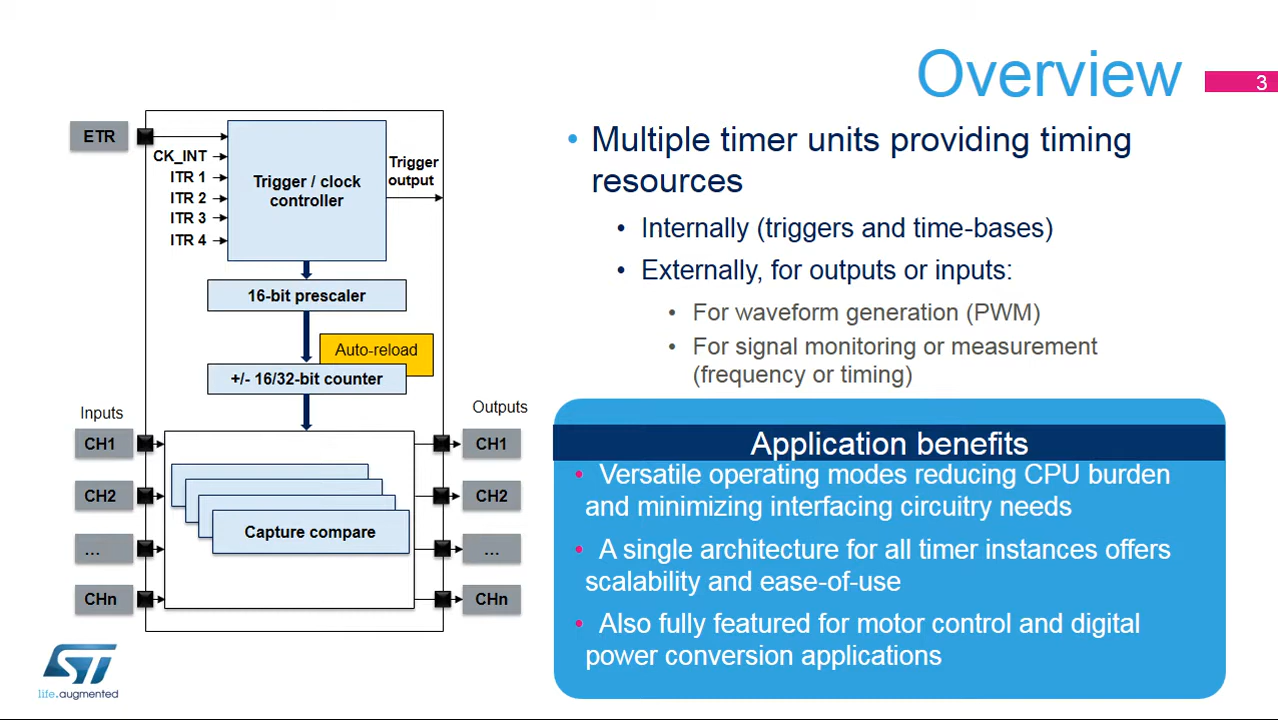 Overview
3
ETR
CK_INT
ITR 1
ITR 2
ITR 3
ITR 4
Trigger / clock
controller
Trigger
output
16-bit prescaler
Auto-reload
+/- 16/32-bit counter
Inputs
Outputs
CH1
CH1
CH2
CH2
...
...
CHn
CHn
Capture compare
• Multiple timer units providing timing
resources
• Internally (triggers and time-bases)
• Externally, for outputs or inputs:
• For waveform generation (PWM)
• For signal monitoring or measurement
(frequency or timing)
Application benefits
• Versatile operating modes reducing CPU burden
and minimizing interfacing circuitry needs
• A single architecture for all timer instances offers
scalability and ease-of-use
• Also fully featured for motor control and digital
power conversion applications
ST
life.augmented